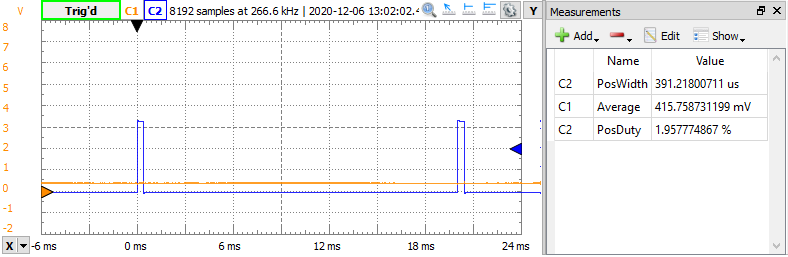 V
Trig'd C1 C2 8192 samples at 266.6 kHz | 2020-12-06 13:02:02. Y
8
7
6
5
4
3
2
1
0
-1
-2
X -6 ms 0 ms 6 ms 12 ms 18 ms 24 ms
Measurements
Add Edit Show
Name Value
C2 PosWidth 391.21800711 us
C1 Average 415.758731199 mV
C2 PosDuty 1.957774867 %